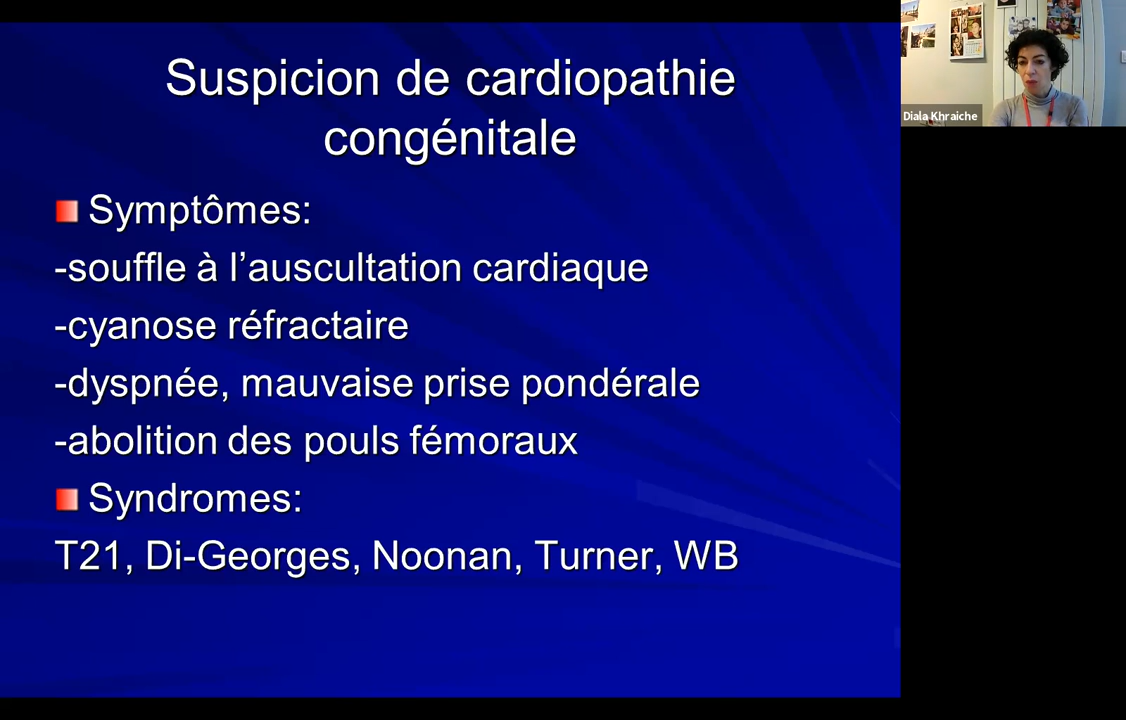 Suspicion de cardiopathie
congénitale
Symptômes:
-souffle à l’auscultation cardiaque
-cyanose réfractaire
-dyspnée, mauvaise prise pondérale
-abolition des pouls fémoraux
Syndromes:
T21, Di-Georges, Noonan, Turner, WB
Diala Khraiche